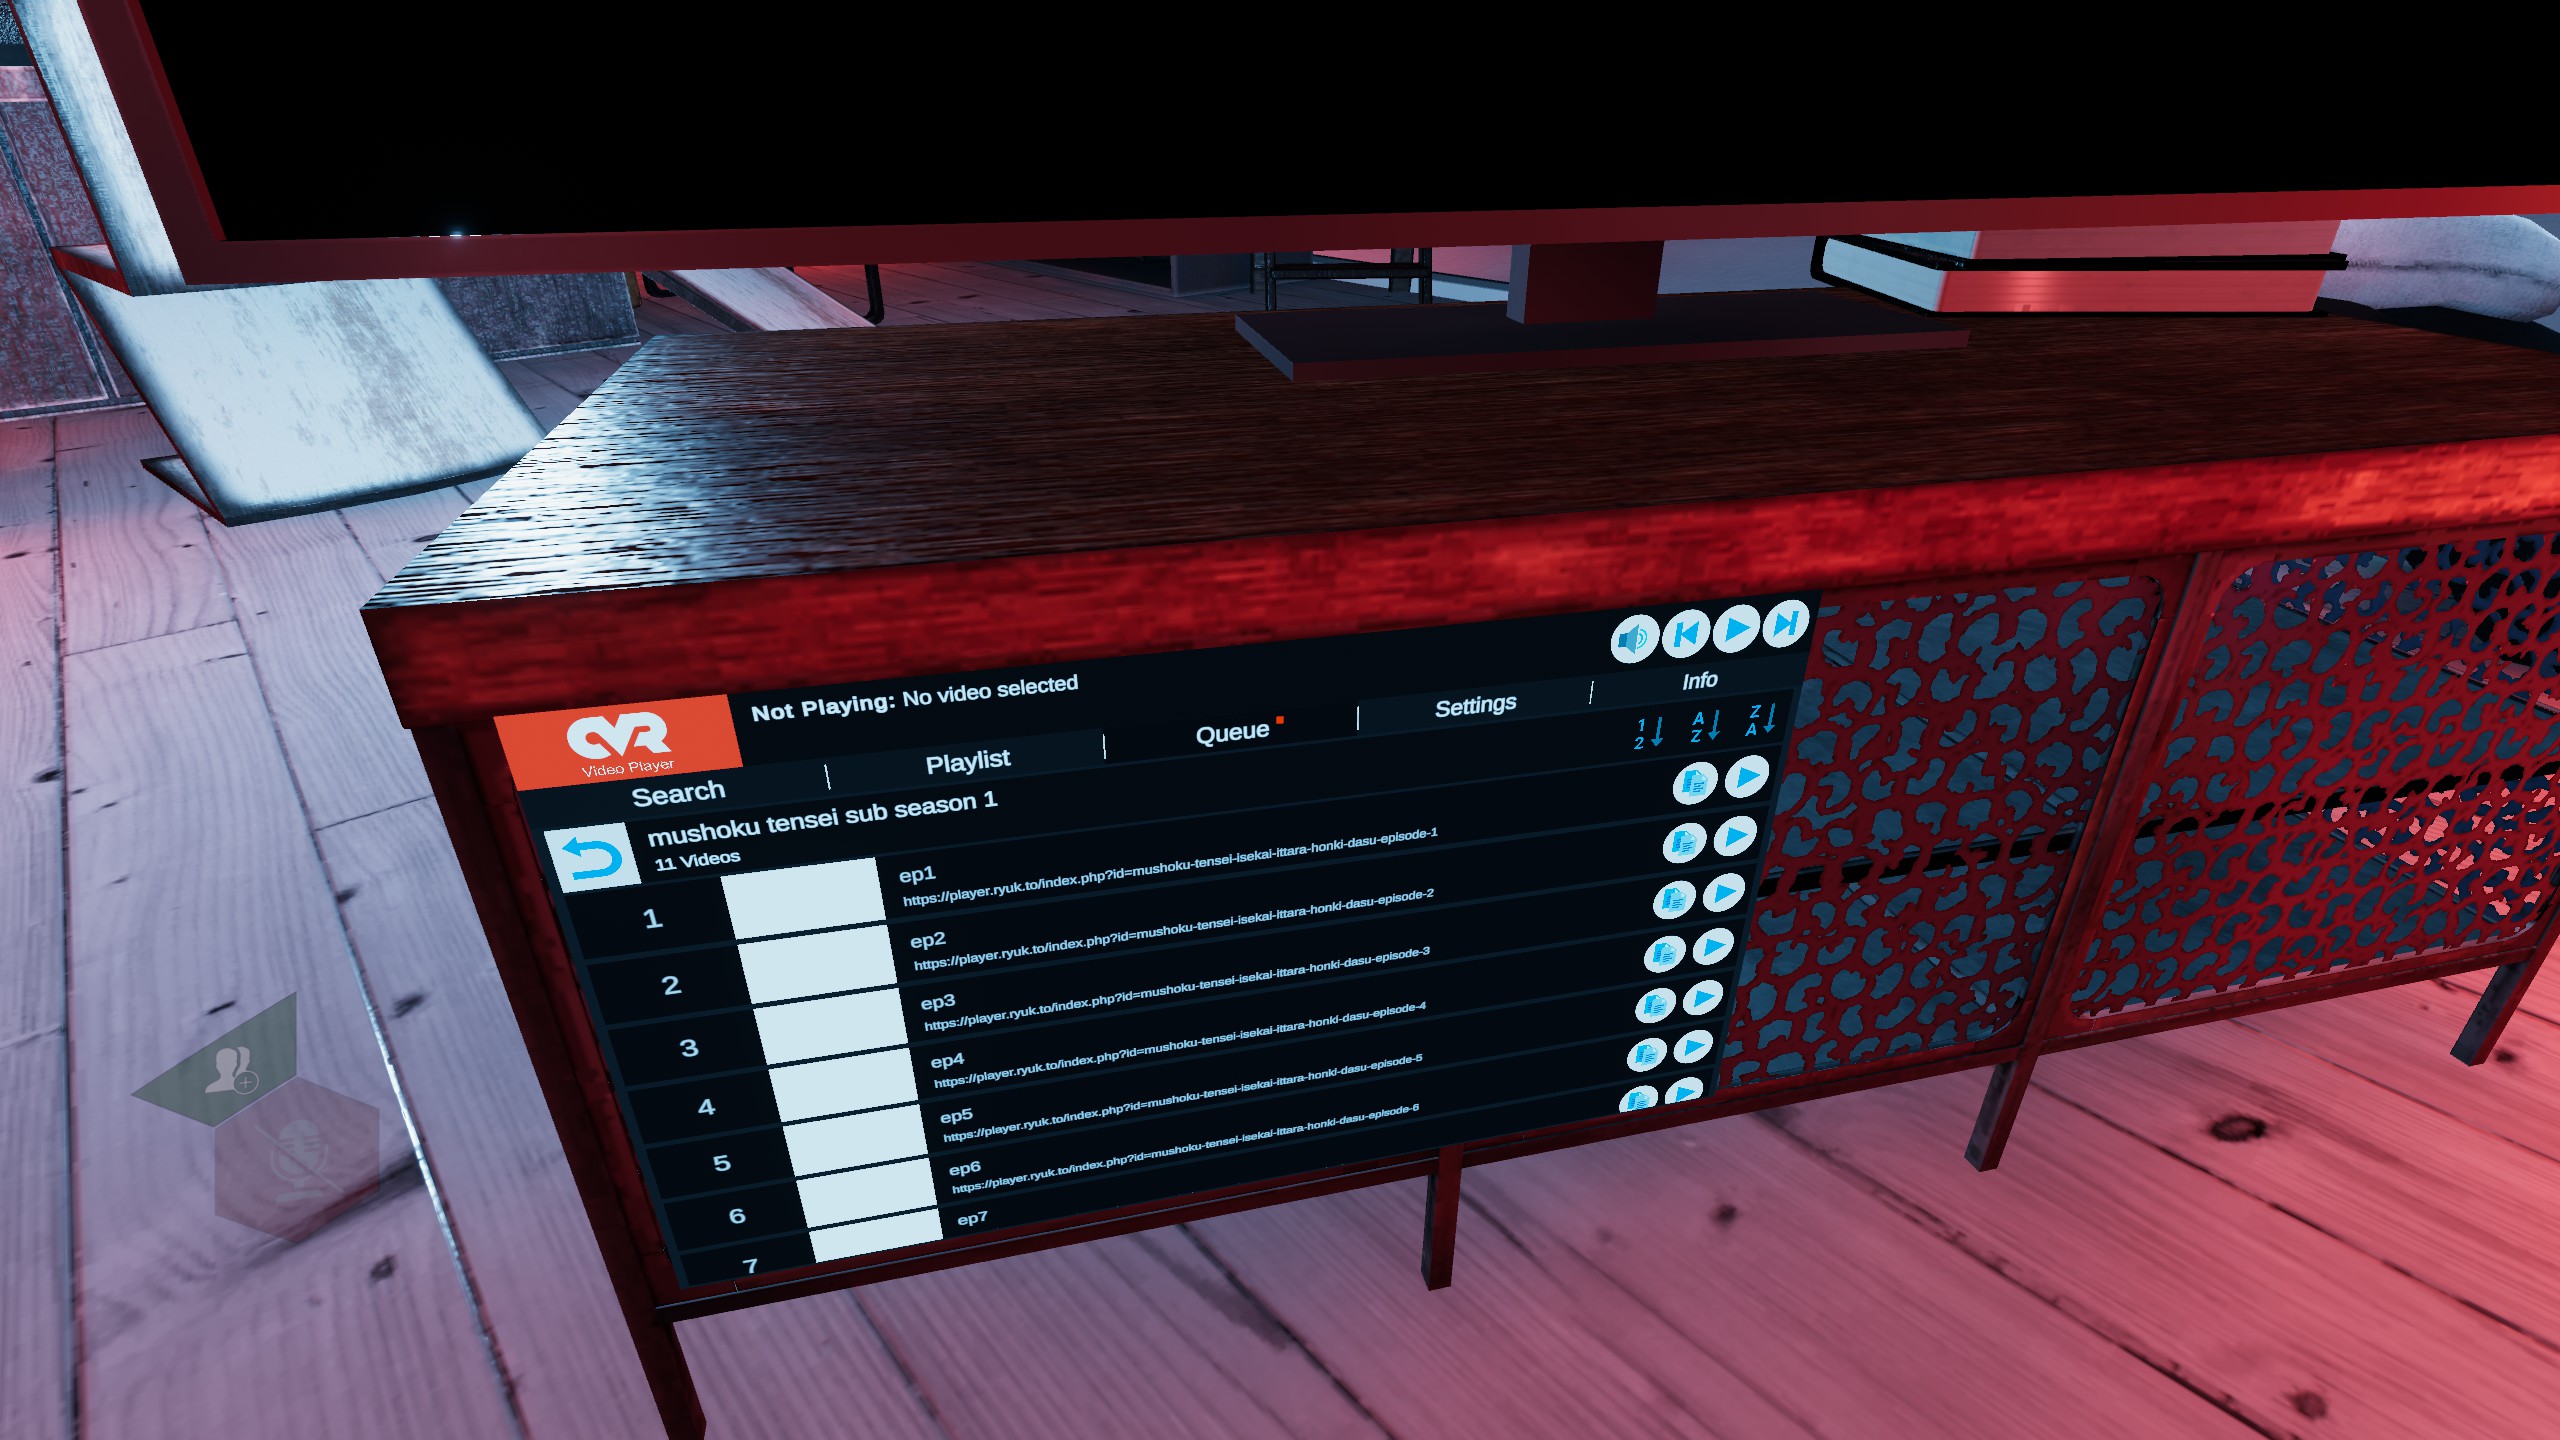 CVR
Video Player
Not Playing: No video selected
Search
Playlist
Queue
Settings
Info
mushoku tensei sub season 1
11 Videos
1
2
A
Z
Z
A
1
ep1
https://player.ryuk.to/index.php?id=mushoku-tensei-isekai-ittara-honki-dasu-episode-1
2
ep2
https://player.ryuk.to/index.php?id=mushoku-tensei-isekai-ittara-honki-dasu-episode-2
3
ep3
https://player.ryuk.to/index.php?id=mushoku-tensei-isekai-ittara-honki-dasu-episode-3
4
ep4
https://player.ryuk.to/index.php?id=mushoku-tensei-isekai-ittara-honki-dasu-episode-4
5
ep5
https://player.ryuk.to/index.php?id=mushoku-tensei-isekai-ittara-honki-dasu-episode-5
6
ep6
https://player.ryuk.to/index.php?id=mushoku-tensei-isekai-ittara-honki-dasu-episode-6
7
ep7